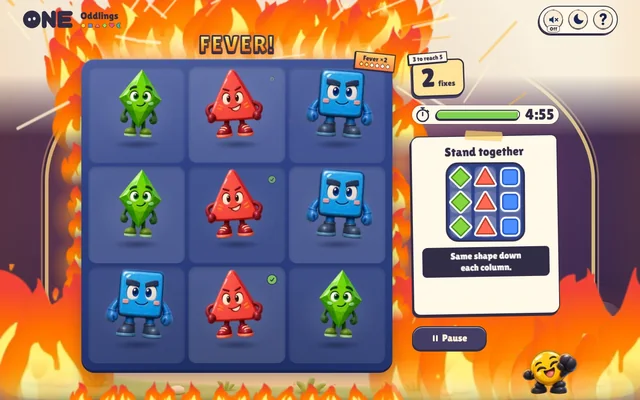 ONE Oddlings
Off
?
FEVER!
Fever ×2
3 to reach 5
2 fixes
4:55
Stand together
Same shape down
each column.
Pause